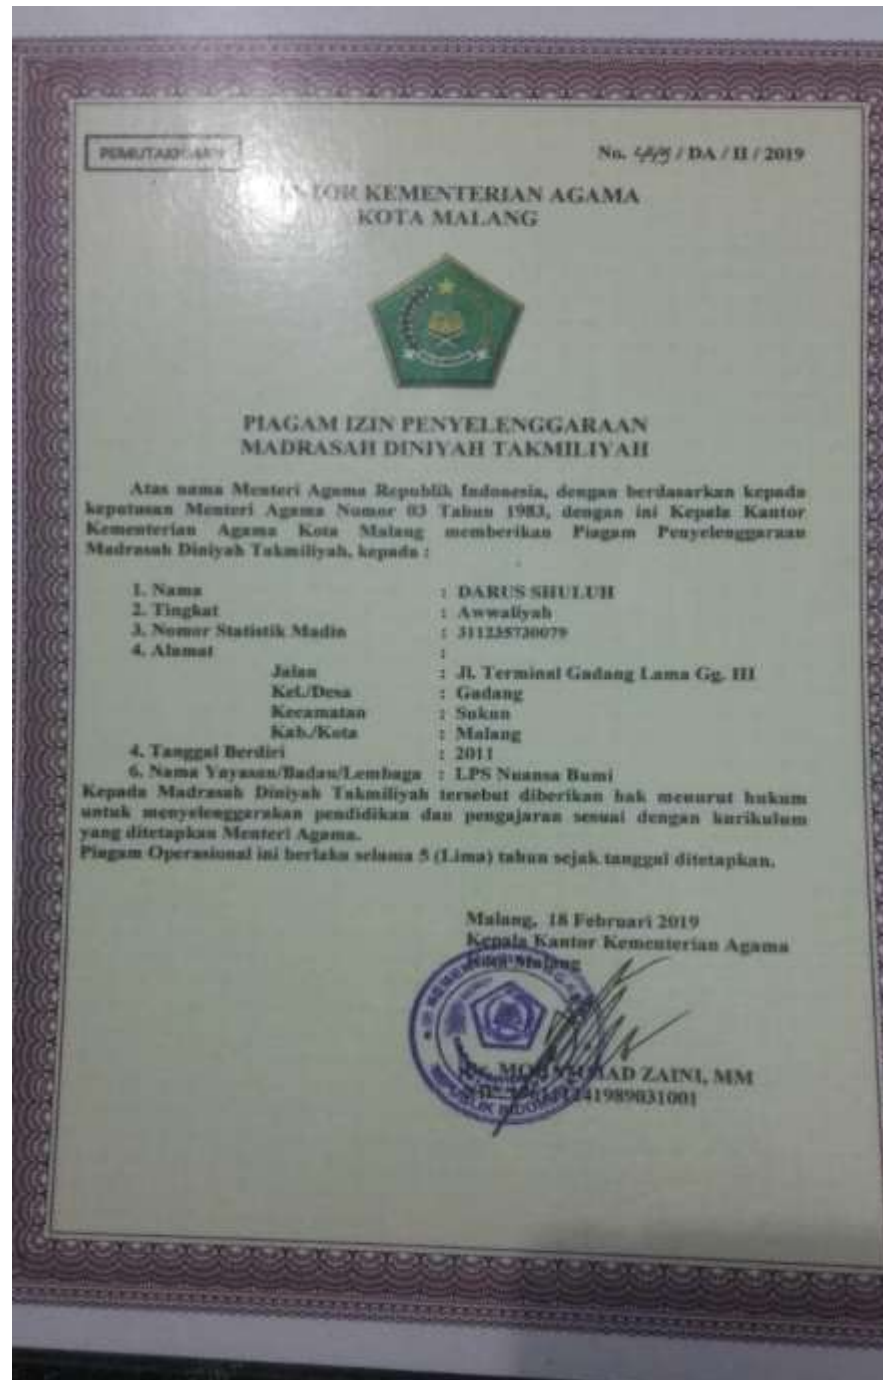 PEMUTAKHIRAN
No. / DA / II / 2019
KANTOR KEMENTERIAN AGAMA
KOTA MALANG
PIAGAM IZIN PENYELENGGARAAN
MADRASAH DINIYAH TAKMILIYAH
Atas nama Menteri Agama Republik Indonesia, dengan berdasarkan kepada
keputusan Menteri Agama Nomor 03 Tahun 1983, dengan ini Kepala Kantor
Kementerian Agama Kota Malang memberikan Piagam Penyelenggaraan
Madrasah Diniyah Takmiliyah, kepada :
1. Nama : DARUS SHULUH
2. Tingkat : Awwaliyah
3. Nomor Statistik Madin : 311235730079
4. Alamat :
Jalan : Jl. Terminal Gadang Lama Gg. III
Kel./Desa : Gadang
Kecamatan : Sukun
Kab./Kota : Malang
4. Tanggal Berdiri : 2011
6. Nama Yayasan/Badan/Lembaga : LPS Nuansa Bumi
Kepada Madrasah Diniyah Takmiliyah tersebut diberikan hak menurut hukum
untuk menyelenggarakan pendidikan dan pengajaran sesuai dengan kurikulum
yang ditetapkan Menteri Agama.
Piagam Operasional ini berlaku selama 5 (Lima) tahun sejak tanggal ditetapkan.
Malang, 18 Februari 2019
Kepala Kantor Kementerian Agama
Kota Malang
MOHAMMAD ZAINI, MM
REPUBLIK INDONESIA